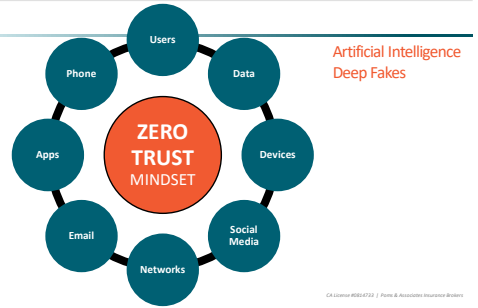 Users
Artificial Intelligence
Deep Fakes
Phone
Data
ZERO
TRUST
MINDSET
Apps
Devices
Email
Social
Media
Networks
CA License #0814733 | Poms & Associates Insurance Brokers